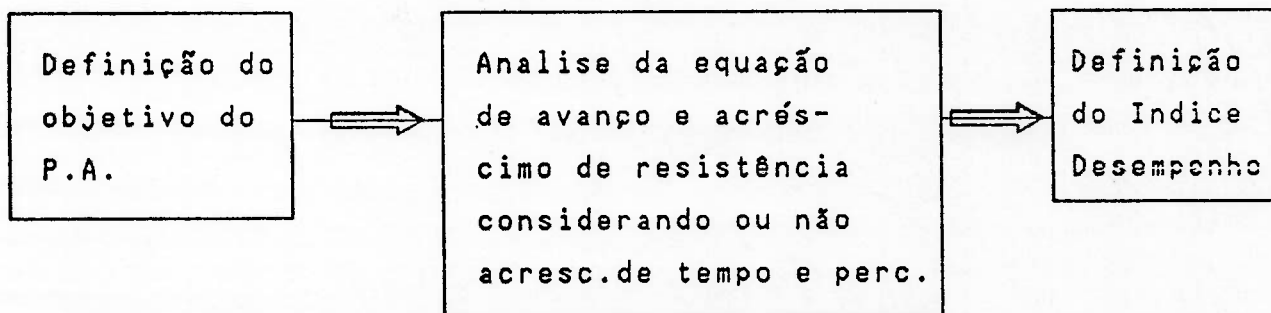 Definição do
objetivo do
P.A.
Analise da equação
de avanço e acrés-
cimo de resistência
considerando ou não
acresc.de tempo e perc.
Definição
do Indice
Desempenho